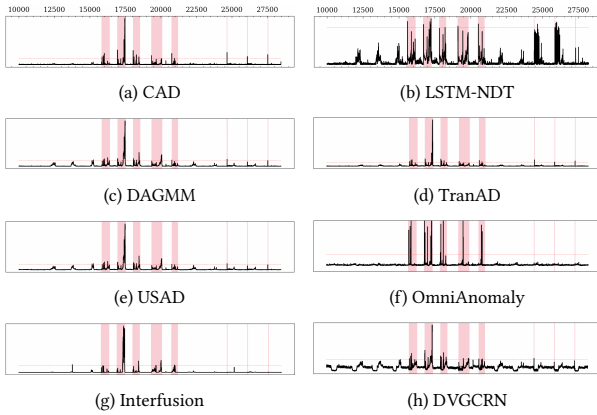 10000 12500 15000 17500 20000 22500 25000 27500 10000 12500 15000 17500 20000 22500 25000 27500
(a) CAD (b) LSTM-NDT
(c) DAGMM (d) TranAD
(e) USAD (f) OmniAnomaly
(g) Interfusion (h) DVGCRN